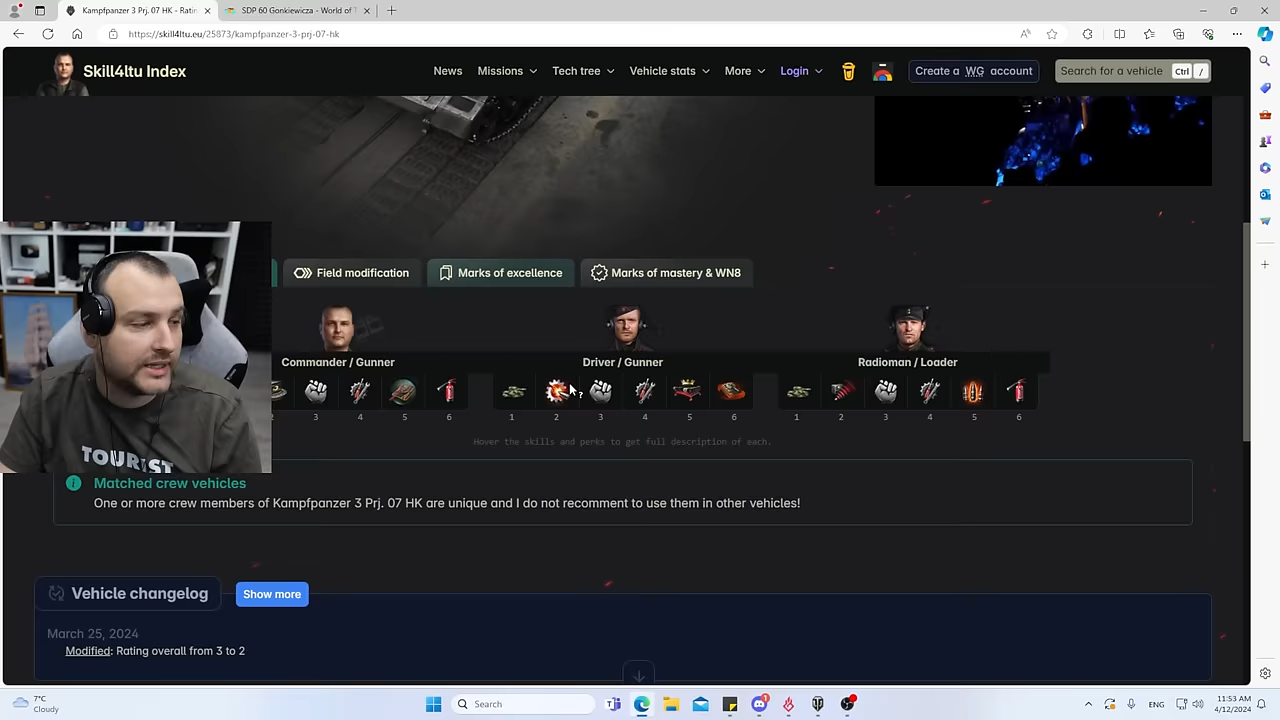 Kampfpanzer 3 Prj. 07 HK - Ratin
SDP 60 Gonkiewicza - World of T
https://skill4ltu.eu/25873/kampfpanzer-3-prj-07-hk
Skill4ltu Index
News
Missions
Tech tree
Vehicle stats
More
Login
Create a WG account
Search for a vehicle
Ctrl
/
Field modification
Marks of excellence
Marks of mastery & WN8
Commander / Gunner
Driver / Gunner
Radioman / Loader
2 3 4 5 6
1 2 3 4 5 6
1 2 3 4 5 6
Hover the skills and perks to get full description of each.
TOURIST
Matched crew vehicles
One or more crew members of Kampfpanzer 3 Prj. 07 HK are unique and I do not recomment to use them in other vehicles!
Vehicle changelog
Show more
March 25, 2024
Modified: Rating overall from 3 to 2
7°C
Cloudy
Search
1
ENG
11:53 AM
4/12/2024